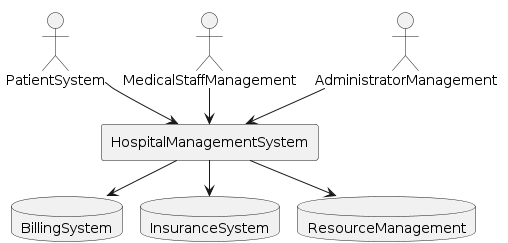 PatientSystem
MedicalStaffManagement
AdministratorManagement
HospitalManagementSystem
BillingSystem
InsuranceSystem
ResourceManagement